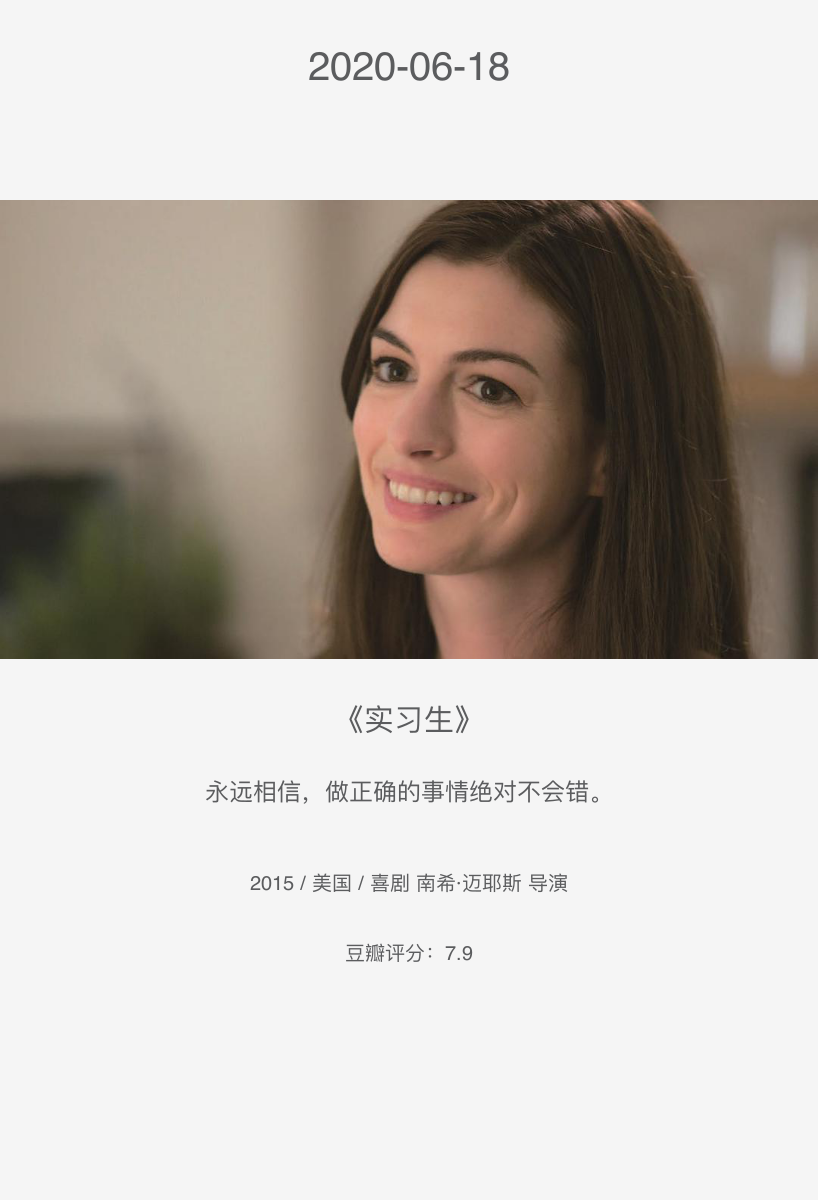 2020-06-18
《实习生》
永远相信，做正确的事情绝对不会错。
2015 / 美国 / 喜剧 南希·迈耶斯 导演
豆瓣评分：7.9